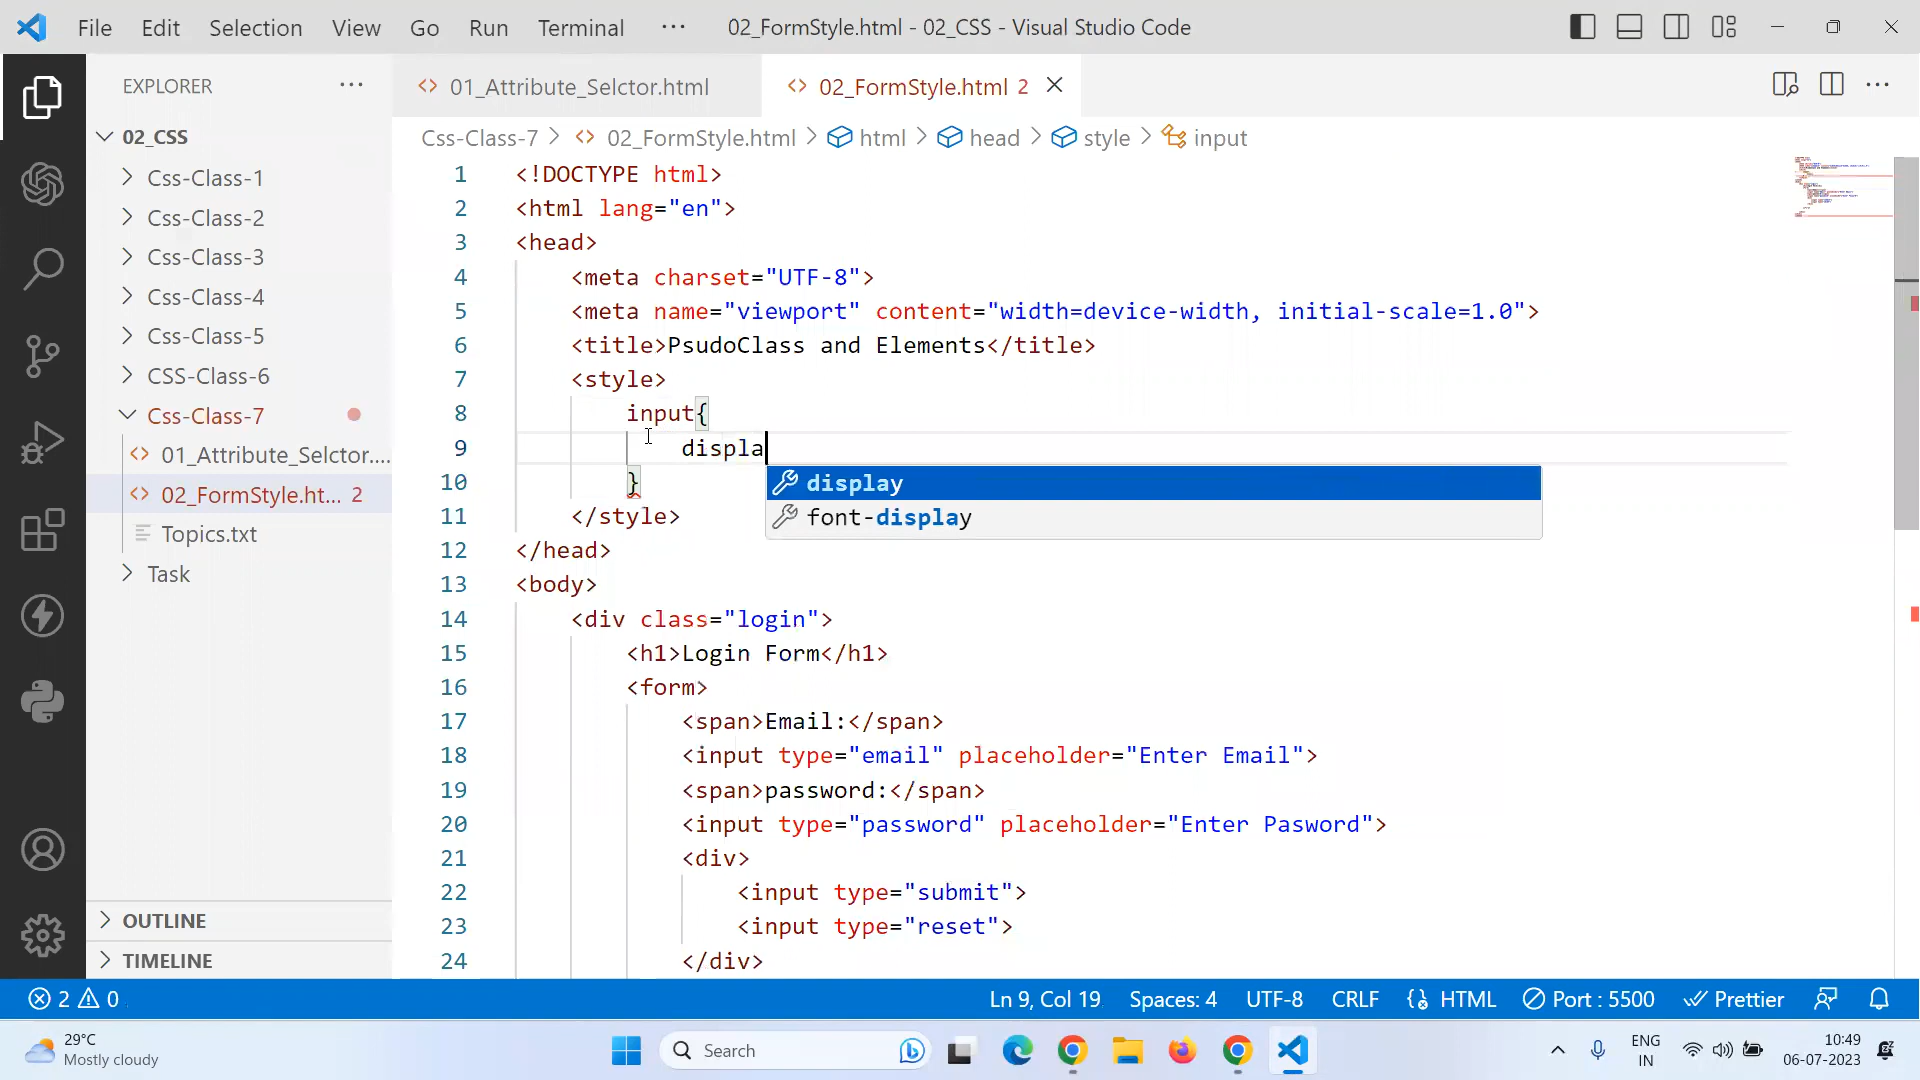 File Edit Selection View Go Run Terminal ··· 02_FormStyle.html - 02_CSS - Visual Studio Code
EXPLORER ···
01_Attribute_Selctor.html
02_FormStyle.html 2
Css-Class-7 > 02_FormStyle.html > html > head > style > input
02_CSS
Css-Class-1
Css-Class-2
Css-Class-3
Css-Class-4
Css-Class-5
CSS-Class-6
Css-Class-7
01_Attribute_Selctor....
02_FormStyle.ht... 2
Topics.txt
Task
OUTLINE
TIMELINE
1 <!DOCTYPE html>
2 <html lang="en">
3 <head>
4 <meta charset="UTF-8">
5 <meta name="viewport" content="width=device-width, initial-scale=1.0">
6 <title>PsudoClass and Elements</title>
7 <style>
8 input{
9 displa
display
font-display
10 }
11 </style>
12 </head>
13 <body>
14 <div class="login">
15 <h1>Login Form</h1>
16 <form>
17 <span>Email:</span>
18 <input type="email" placeholder="Enter Email">
19 <span>password:</span>
20 <input type="password" placeholder="Enter Pasword">
21 <div>
22 <input type="submit">
23 <input type="reset">
24 </div>
2 0 Ln 9, Col 19 Spaces: 4 UTF-8 CRLF HTML Port : 5500 Prettier
29°C
Mostly cloudy
Search
ENG
IN
10:49
06-07-2023